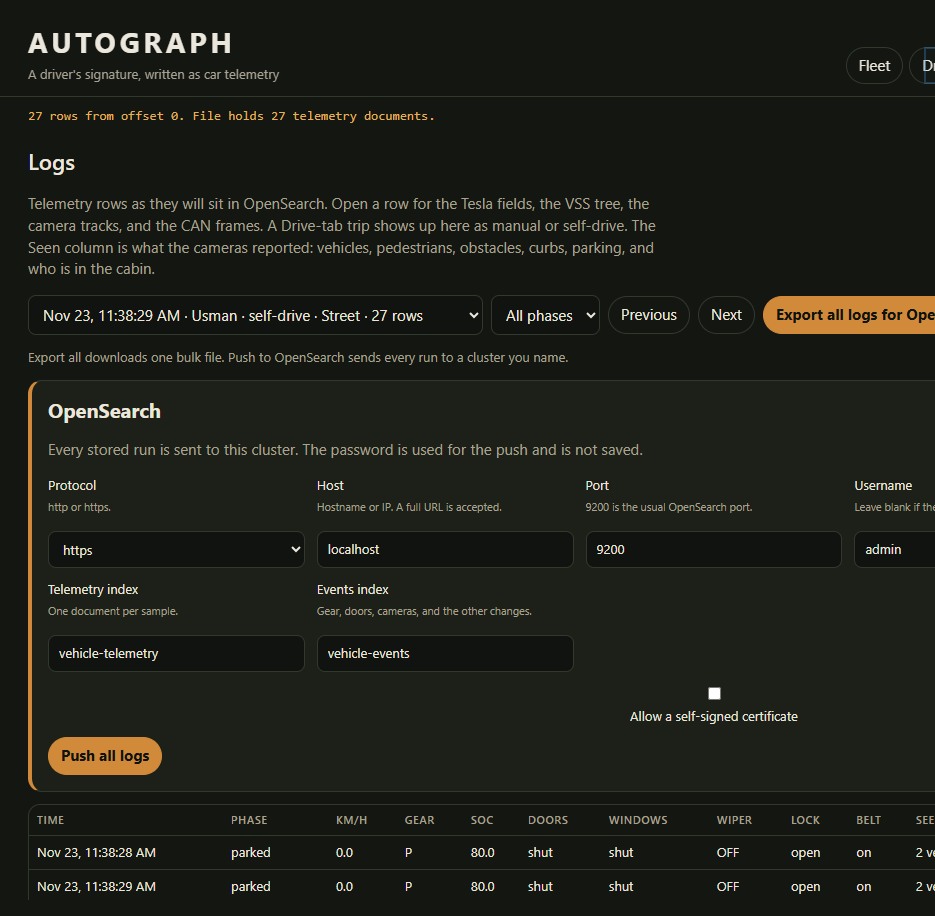 AUTOGRAPH
A driver's signature, written as car telemetry
Fleet
27 rows from offset 0. File holds 27 telemetry documents.
Logs
Telemetry rows as they will sit in OpenSearch. Open a row for the Tesla fields, the VSS tree, the
camera tracks, and the CAN frames. A Drive-tab trip shows up here as manual or self-drive. The
Seen column is what the cameras reported: vehicles, pedestrians, obstacles, curbs, parking, and
who is in the cabin.
Nov 23, 11:38:29 AM · Usman · self-drive · Street · 27 rows All phases Previous Next Export all logs for Ope
Export all downloads one bulk file. Push to OpenSearch sends every run to a cluster you name.
OpenSearch
Every stored run is sent to this cluster. The password is used for the push and is not saved.
Protocol Host Port Username
http or https. Hostname or IP. A full URL is accepted. 9200 is the usual OpenSearch port. Leave blank if the
https localhost 9200 admin
Telemetry index Events index
One document per sample. Gear, doors, cameras, and the other changes.
vehicle-telemetry vehicle-events
Allow a self-signed certificate
Push all logs
TIME PHASE KM/H GEAR SOC DOORS WINDOWS WIPER LOCK BELT SEE
Nov 23, 11:38:28 AM parked 0.0 P 80.0 shut shut OFF open on 2 ve
Nov 23, 11:38:29 AM parked 0.0 P 80.0 shut shut OFF open on 2 ve